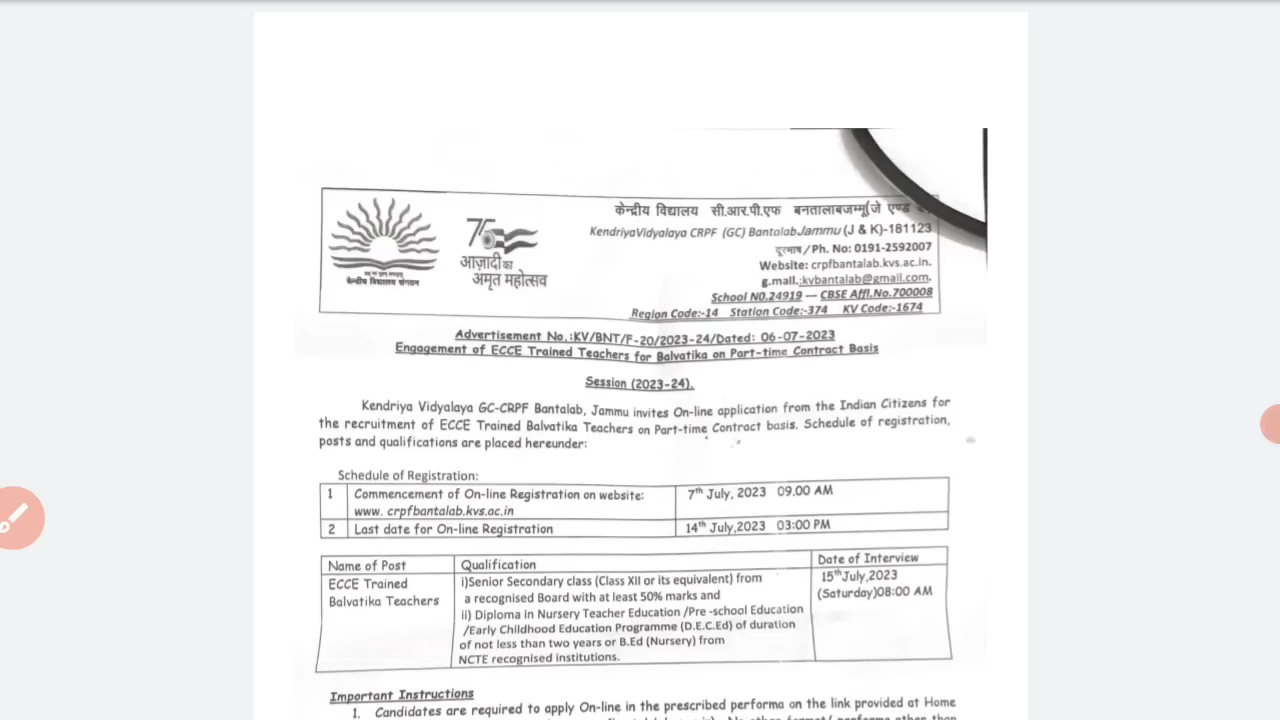 केन्द्रीय विद्यालय सी.आर.पी.एफ बनतालाबजम्मू(जे एण्ड
KendriyaVidyalaya CRPF (GC) BantalabJammu (J & K)-181123
दूरभाष/Ph. No: 0191-2592007
Website: crpfbantalab.kvs.ac.in.
g.mall.:kvbantalab@gmail.com.
School N0.24919 — CBSE Affl.No.700008
Region Code:-14 Station Code:-374 KV Code:-1674
75
आज़ादी का
अमृत महोत्सव
केन्द्रीय विद्यालय संगठन
Advertisement No.:KV/BNT/F-20/2023-24/Dated: 06-07-2023
Engagement of ECCE Trained Teachers for Balvatika on Part-time Contract Basis
Session (2023-24).
Kendriya Vidyalaya GC-CRPF Bantalab, Jammu invites On-line application from the Indian Citizens for
the recruitment of ECCE Trained Balvatika Teachers on Part-time Contract basis. Schedule of registration,
posts and qualifications are placed hereunder:
Schedule of Registration:
1 Commencement of On-line Registration on website: 7th July, 2023 09.00 AM
www. crpfbantalab.kvs.ac.in
2 Last date for On-line Registration 14th July,2023 03:00 PM
Name of Post Qualification Date of Interview
ECCE Trained i)Senior Secondary class (Class XII or its equivalent) from 15th July,2023
Balvatika Teachers a recognised Board with at least 50% marks and (Saturday)08:00 AM
ii) Diploma in Nursery Teacher Education /Pre -school Education
/Early Childhood Education Programme (D.E.C.Ed) of duration
of not less than two years or B.Ed (Nursery) from
NCTE recognised institutions.
Important Instructions
1. Candidates are required to apply On-line in the prescribed performa on the link provided at Home